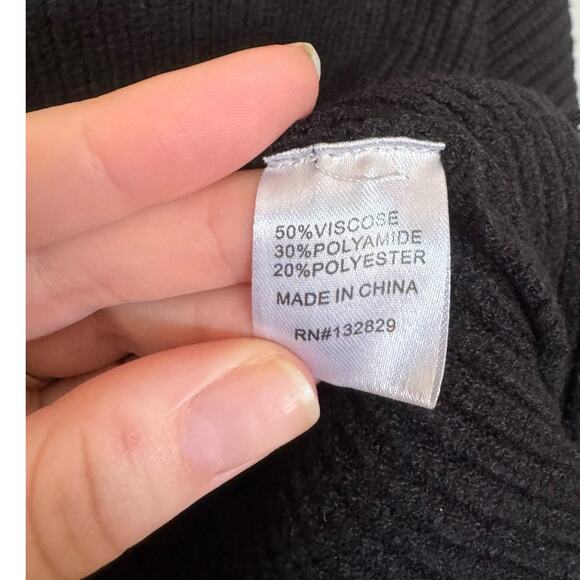 50%VISCOSE
30%POLYAMIDE
20%POLYESTER
MADE IN CHINA
RN#132829